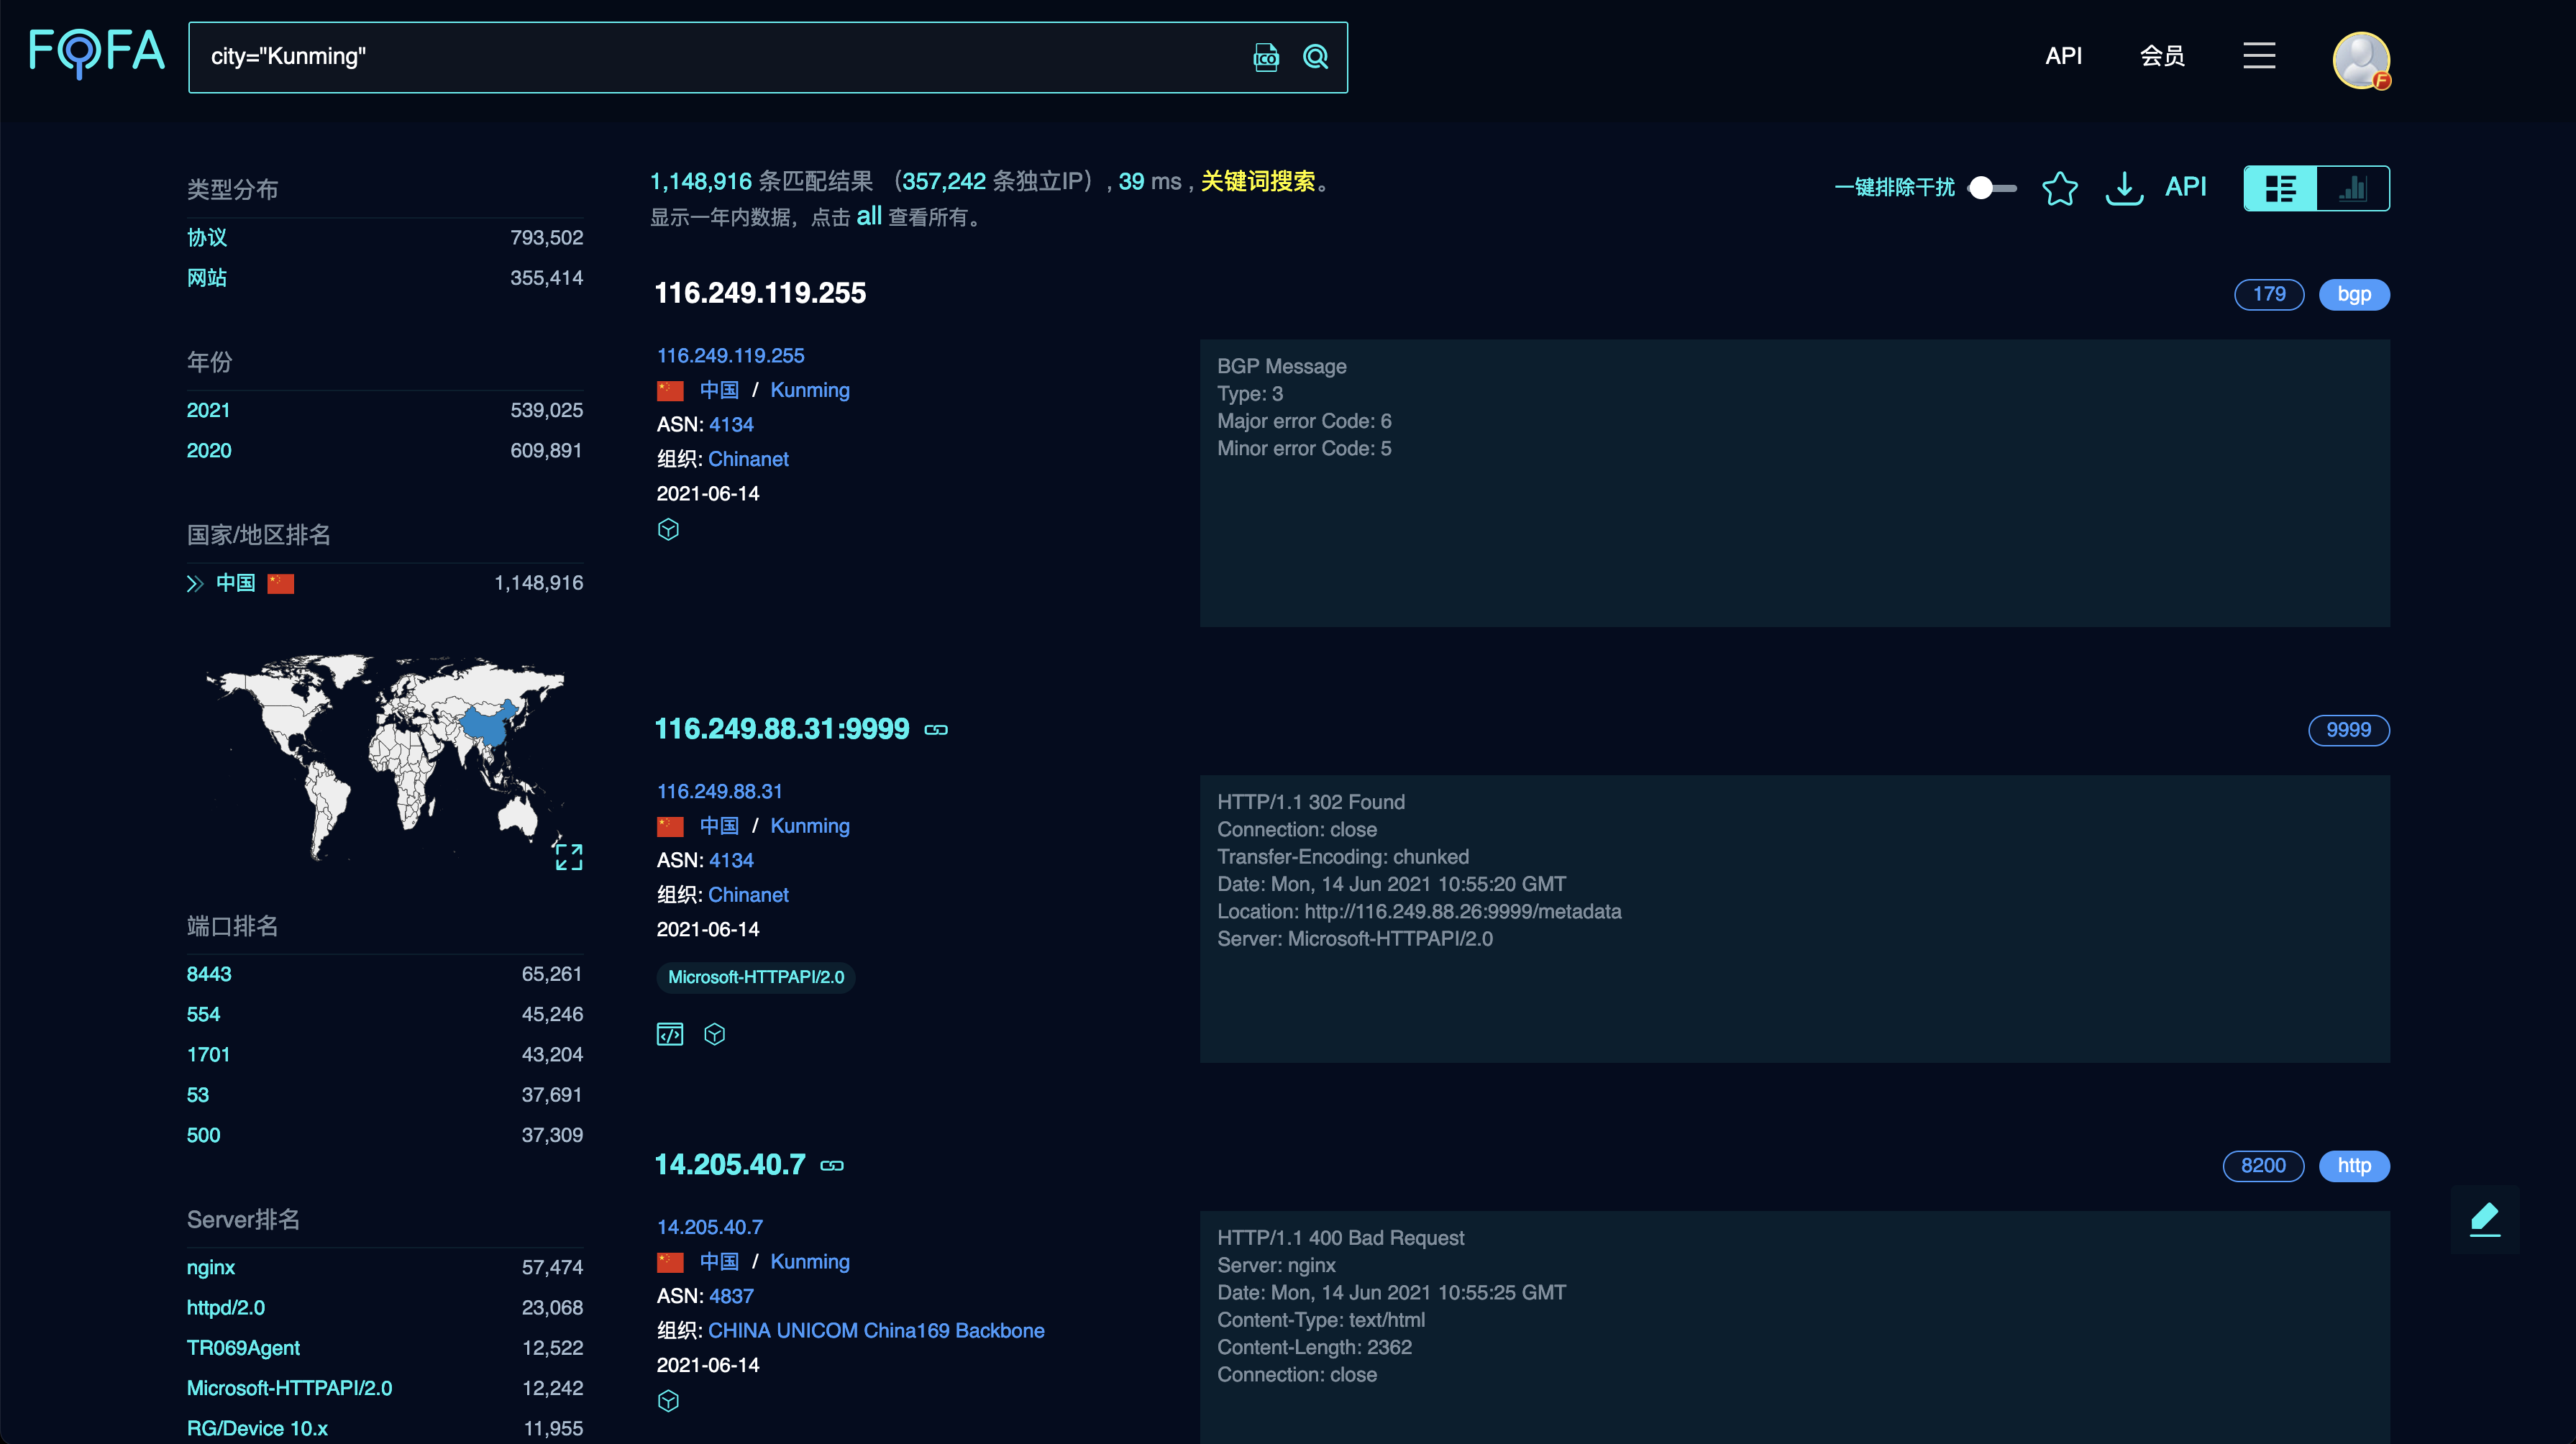 FOFA
city="Kunming"
ICO
API
会员
F
类型分布
协议 793,502
网站 355,414
年份
2021 539,025
2020 609,891
国家/地区排名
中国 1,148,916
端口排名
8443 65,261
554 45,246
1701 43,204
53 37,691
500 37,309
Server排名
nginx 57,474
httpd/2.0 23,068
TR069Agent 12,522
Microsoft-HTTPAPI/2.0 12,242
RG/Device 10.x 11,955
1,148,916 条匹配结果 （357,242 条独立IP）, 39 ms , 关键词搜索。
显示一年内数据，点击 all 查看所有。
一键排除干扰
API
116.249.119.255
179 bgp
116.249.119.255
中国 / Kunming
ASN: 4134
组织: Chinanet
2021-06-14
BGP Message
Type: 3
Major error Code: 6
Minor error Code: 5
116.249.88.31:9999
9999
116.249.88.31
中国 / Kunming
ASN: 4134
组织: Chinanet
2021-06-14
Microsoft-HTTPAPI/2.0
HTTP/1.1 302 Found
Connection: close
Transfer-Encoding: chunked
Date: Mon, 14 Jun 2021 10:55:20 GMT
Location: http://116.249.88.26:9999/metadata
Server: Microsoft-HTTPAPI/2.0
14.205.40.7
8200 http
14.205.40.7
中国 / Kunming
ASN: 4837
组织: CHINA UNICOM China169 Backbone
2021-06-14
HTTP/1.1 400 Bad Request
Server: nginx
Date: Mon, 14 Jun 2021 10:55:25 GMT
Content-Type: text/html
Content-Length: 2362
Connection: close